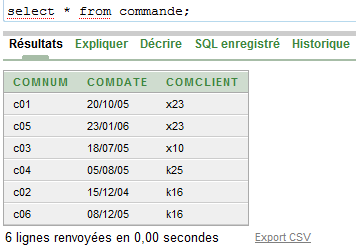 select * from commande;
Résultats Expliquer Décrire SQL enregistré Historique
COMNUM COMDATE COMCLIENT
c01 20/10/05 x23
c05 23/01/06 x23
c03 18/07/05 x10
c04 05/08/05 k25
c02 15/12/04 k16
c06 08/12/05 k16
6 lignes renvoyées en 0,00 secondes Export CSV